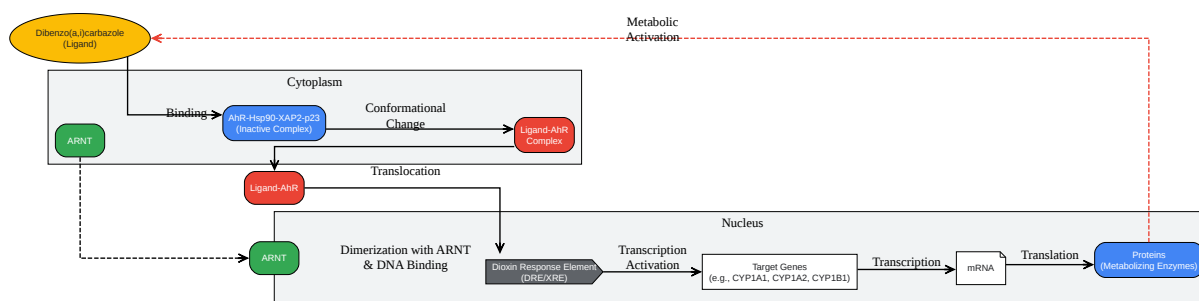 Metabolic
Activation
Dibenzo(a,i)carbazole
(Ligand)
Cytoplasm
Binding
AhR-Hsp90-XAP2-p23
(Inactive Complex)
Conformational
Change
Ligand-AhR
Complex
ARNT
Translocation
Ligand-AhR
Nucleus
ARNT
Dimerization with ARNT
& DNA Binding
Dioxin Response Element
(DRE/XRE)
Transcription
Activation
Target Genes
(e.g., CYP1A1, CYP1A2, CYP1B1)
Transcription
mRNA
Translation
Proteins
(Metabolizing Enzymes)